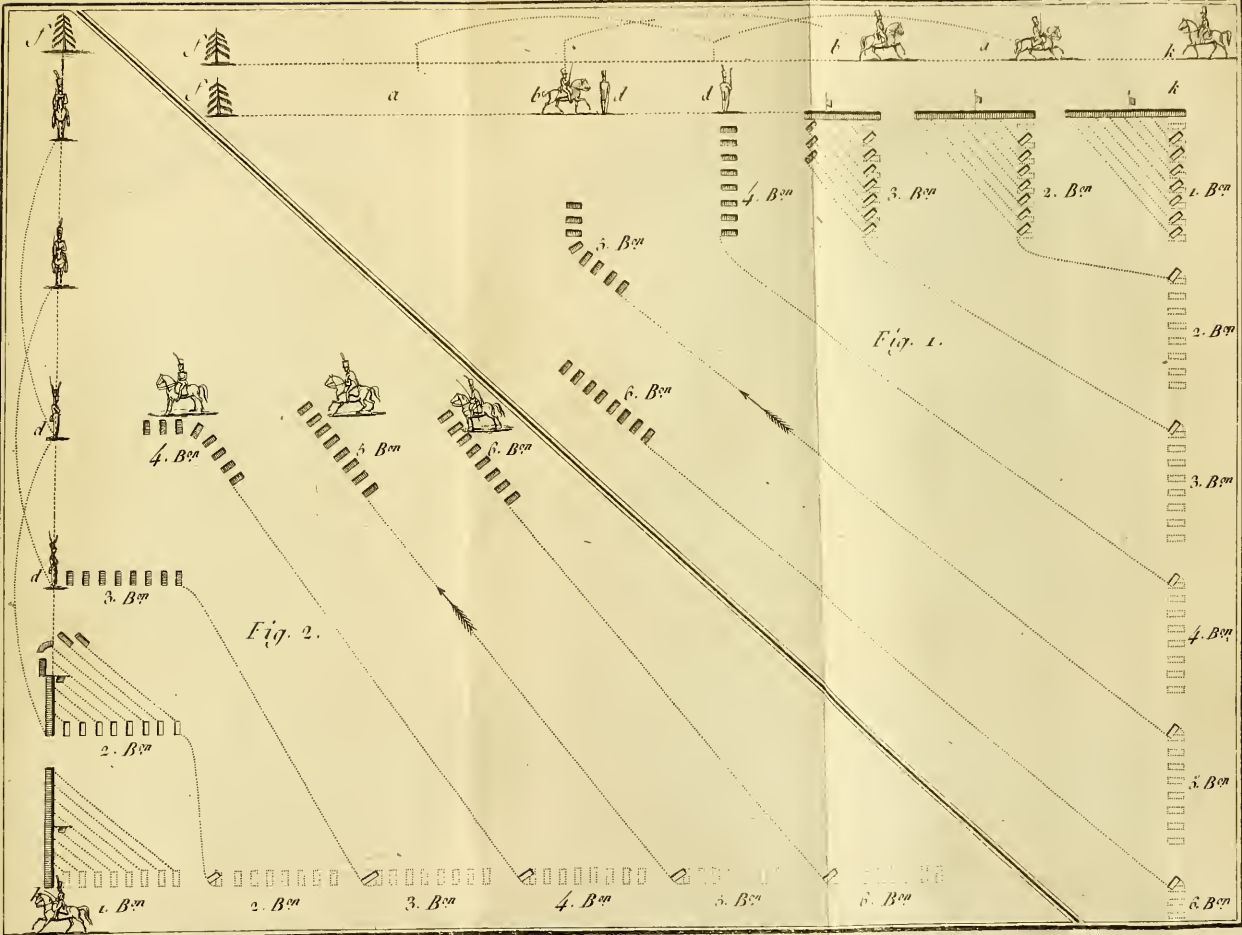 f
f b a k
f a b d d k
4. Bon 3. Bon 2. Bon 1. Bon
5. Bon
2. Bon
Fig. 1.
6. Bon
d 4. Bon 5. Bon 6. Bon
3. Bon
d
3. Bon
Fig. 2.
4. Bon
2. Bon
5. Bon
k 1. Bon 2. Bon 3. Bon 4. Bon 5. Bon 6. Bon 6. Bon